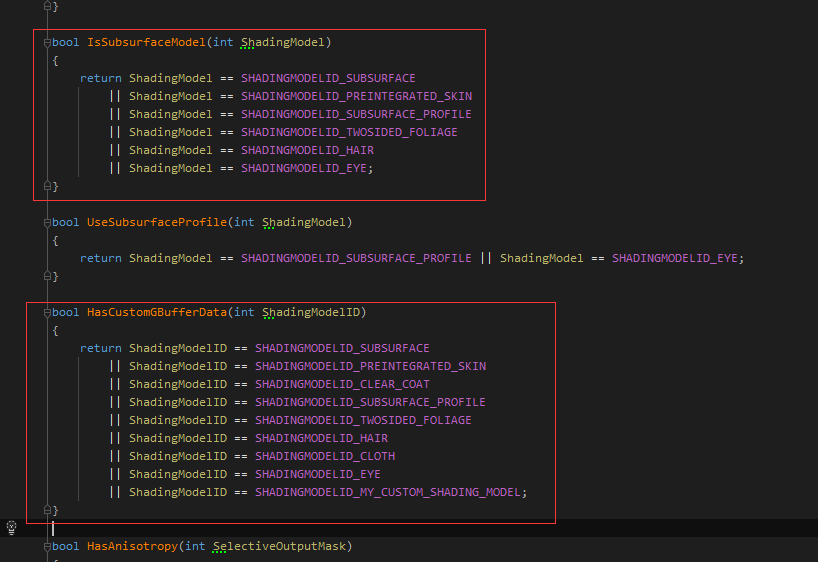 }
bool IsSubsurfaceModel(int ShadingModel)
{
return ShadingModel == SHADINGMODELID_SUBSURFACE
|| ShadingModel == SHADINGMODELID_PREINTEGRATED_SKIN
|| ShadingModel == SHADINGMODELID_SUBSURFACE_PROFILE
|| ShadingModel == SHADINGMODELID_TWOSIDED_FOLIAGE
|| ShadingModel == SHADINGMODELID_HAIR
|| ShadingModel == SHADINGMODELID_EYE;
}
bool UseSubsurfaceProfile(int ShadingModel)
{
return ShadingModel == SHADINGMODELID_SUBSURFACE_PROFILE || ShadingModel == SHADINGMODELID_EYE;
}
bool HasCustomGBufferData(int ShadingModelID)
{
return ShadingModelID == SHADINGMODELID_SUBSURFACE
|| ShadingModelID == SHADINGMODELID_PREINTEGRATED_SKIN
|| ShadingModelID == SHADINGMODELID_CLEAR_COAT
|| ShadingModelID == SHADINGMODELID_SUBSURFACE_PROFILE
|| ShadingModelID == SHADINGMODELID_TWOSIDED_FOLIAGE
|| ShadingModelID == SHADINGMODELID_HAIR
|| ShadingModelID == SHADINGMODELID_CLOTH
|| ShadingModelID == SHADINGMODELID_EYE
|| ShadingModelID == SHADINGMODELID_MY_CUSTOM_SHADING_MODEL;
}
bool HasAnisotropy(int SelectiveOutputMask)
{